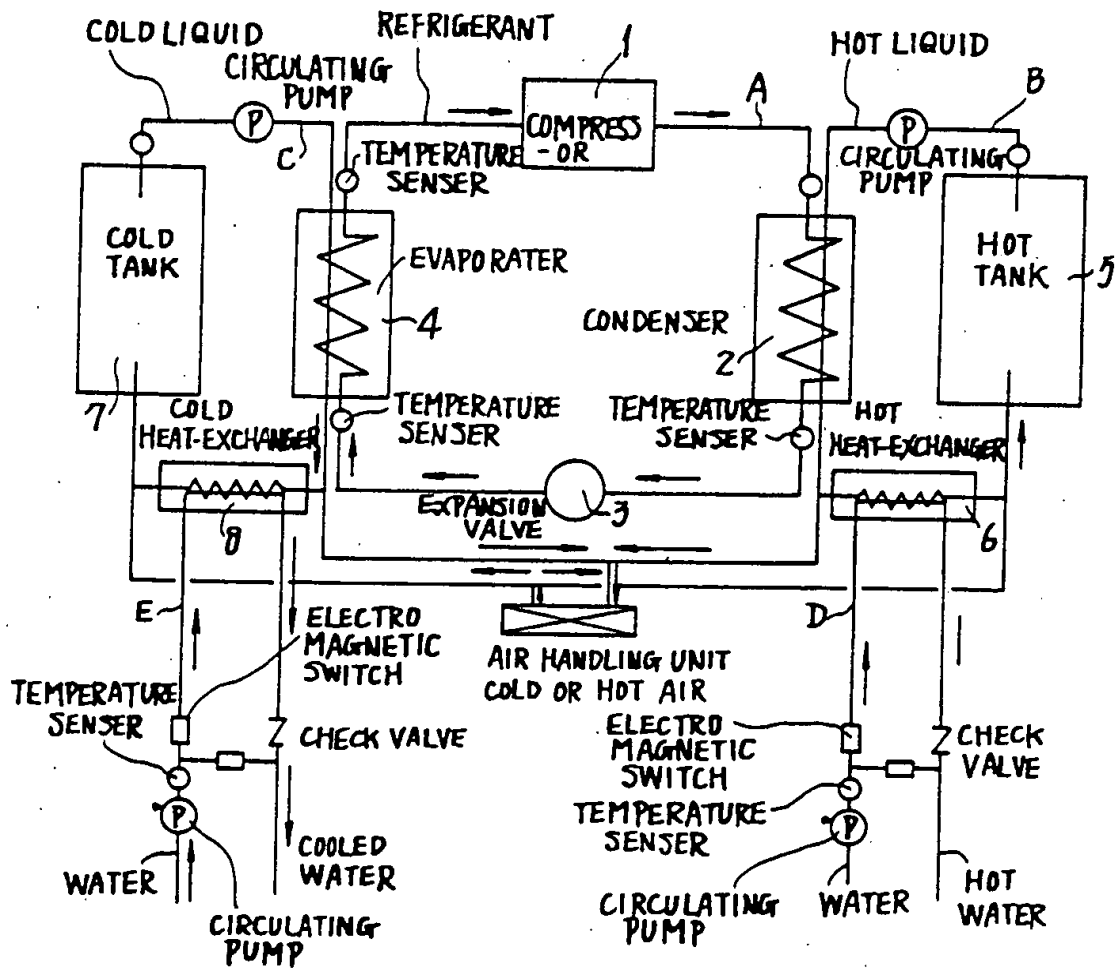 COLD LIQUID
REFRIGERANT
1
HOT LIQUID
CIRCULATING
PUMP
A
B
P
C
COMPRESS
-OR
P
CIRCULATING
PUMP
TEMPERATURE
SENSER
COLD
TANK
EVAPORATER
HOT
TANK
5
4
CONDENSER
2
7
COLD
HEAT-EXCHANGER
TEMPERATURE
SENSER
TEMPERATURE
SENSER
HOT
HEAT-EXCHANGER
8
EXPANSION
VALVE
3
6
E
D
ELECTRO
MAGNETIC
SWITCH
AIR HANDLING UNIT
COLD OR HOT AIR
TEMPERATURE
SENSER
CHECK VALVE
ELECTRO
MAGNETIC
SWITCH
CHECK
VALVE
TEMPERATURE
SENSER
P
P
WATER
COOLED
WATER
CIRCULATING
PUMP
CIRCULATING
PUMP
WATER
HOT
WATER